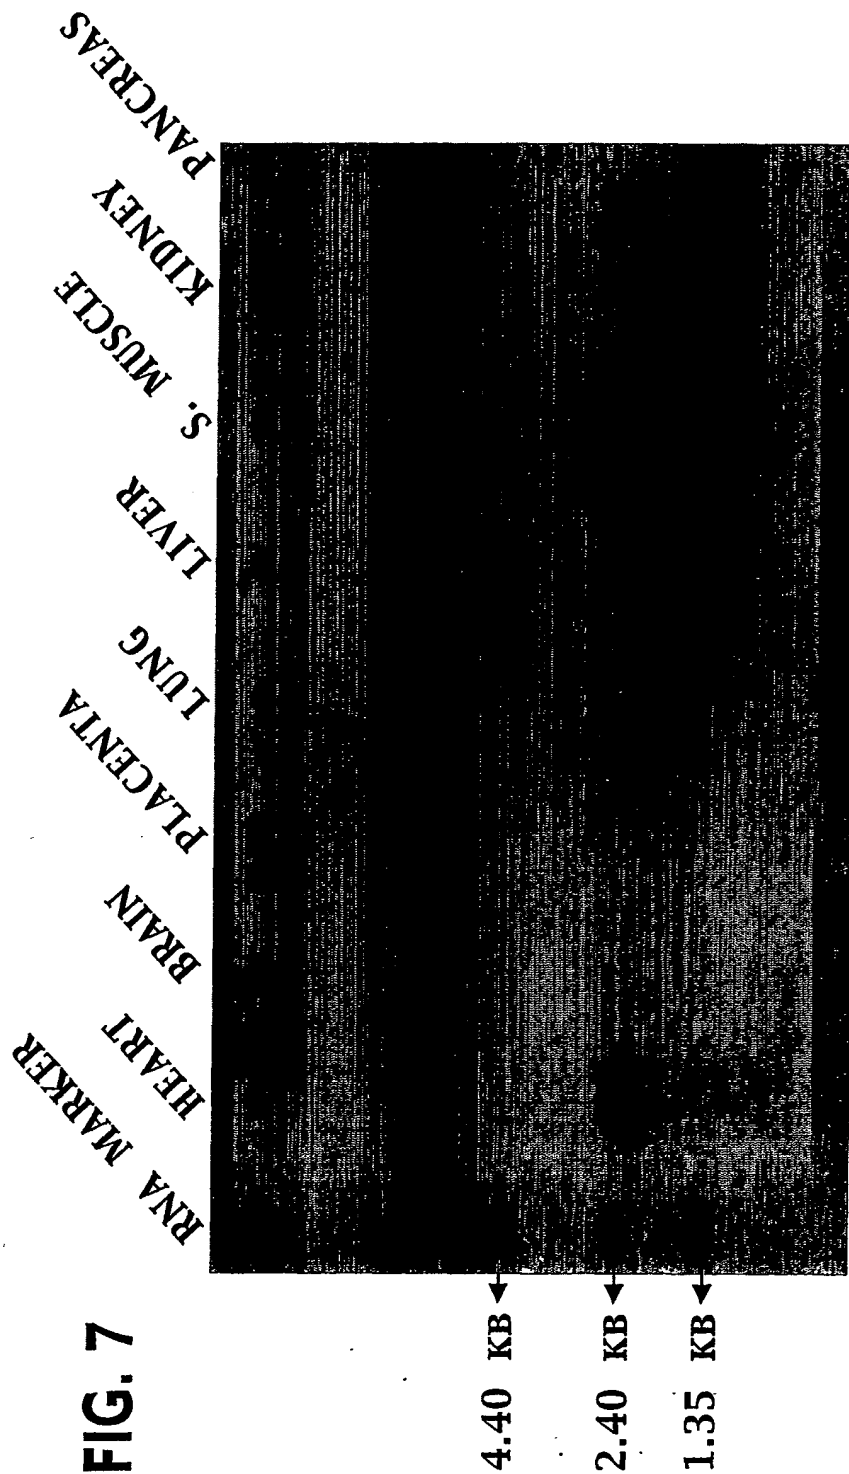 FIG. 7
RNA MARKER
HEART
BRAIN
PLACENTA
LUNG
LIVER
S. MUSCLE
KIDNEY
PANCREAS
4.40 KB
2.40 KB
1.35 KB